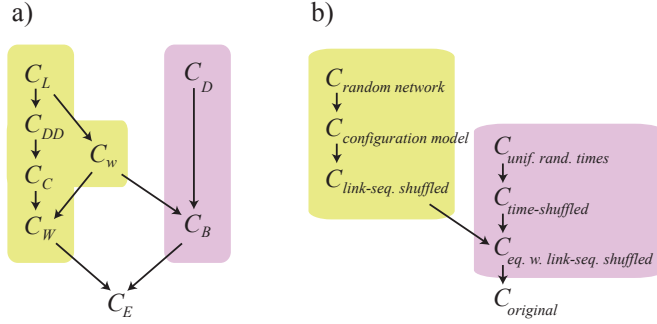 a)
C_L
C_D
C_DD
C_w
C_C
C_W
C_B
C_E
b)
C_random network
C_configuration model
C_link-seq. shuffled
C_unif. rand. times
C_time-shuffled
C_eq. w. link-seq. shuffled
C_original